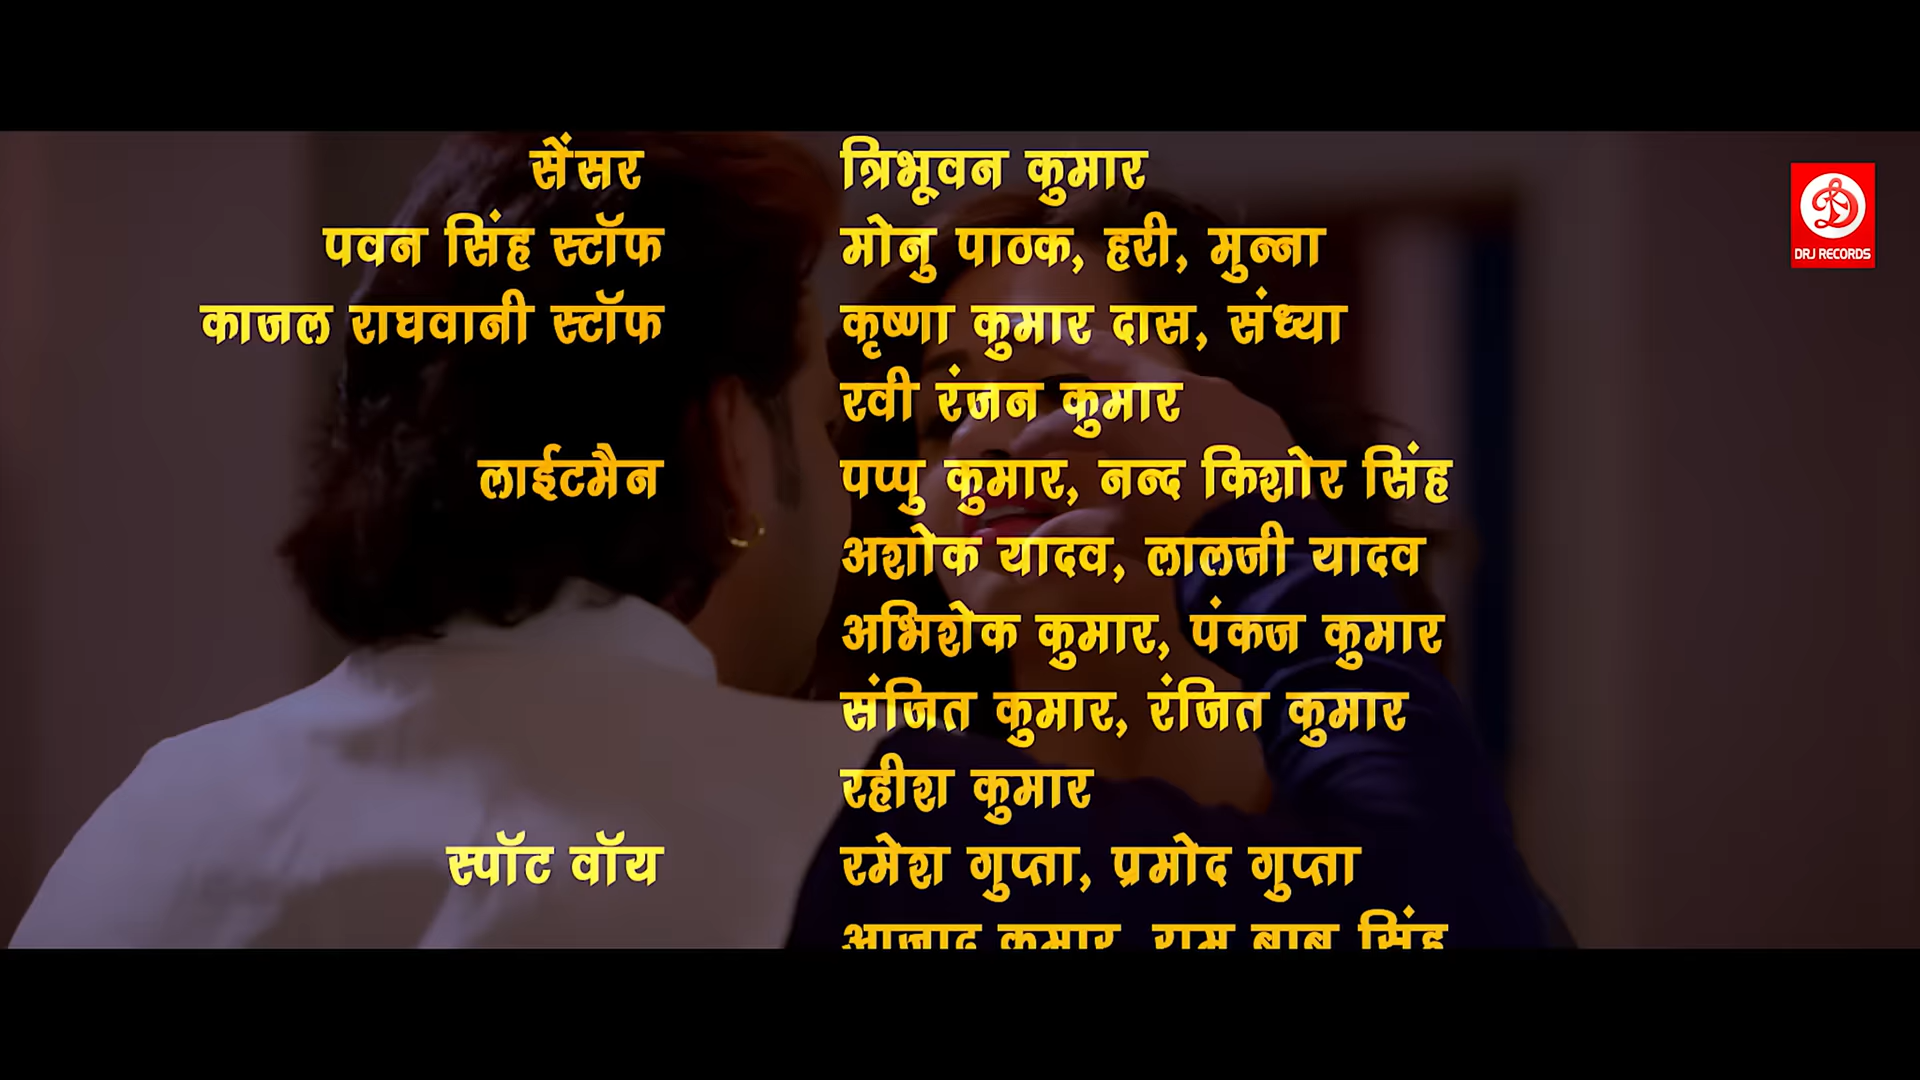 सेंसर त्रिभूवन कुमार
DRJ RECORDS
पवन सिंह स्टॉफ मोनु पाठक, हरी, मुन्ना
काजल राघवानी स्टॉफ कृष्णा कुमार दास, संध्या
रवी रंजन कुमार
लाईटमैन पप्पु कुमार, नन्द किशोर सिंह
अशोक यादव, लालजी यादव
अभिशेक कुमार, पंकज कुमार
संजित कुमार, रंजित कुमार
रहीश कुमार
स्पॉट वॉय रमेश गुप्ता, प्रमोद गुप्ता
कुमार, सिंह